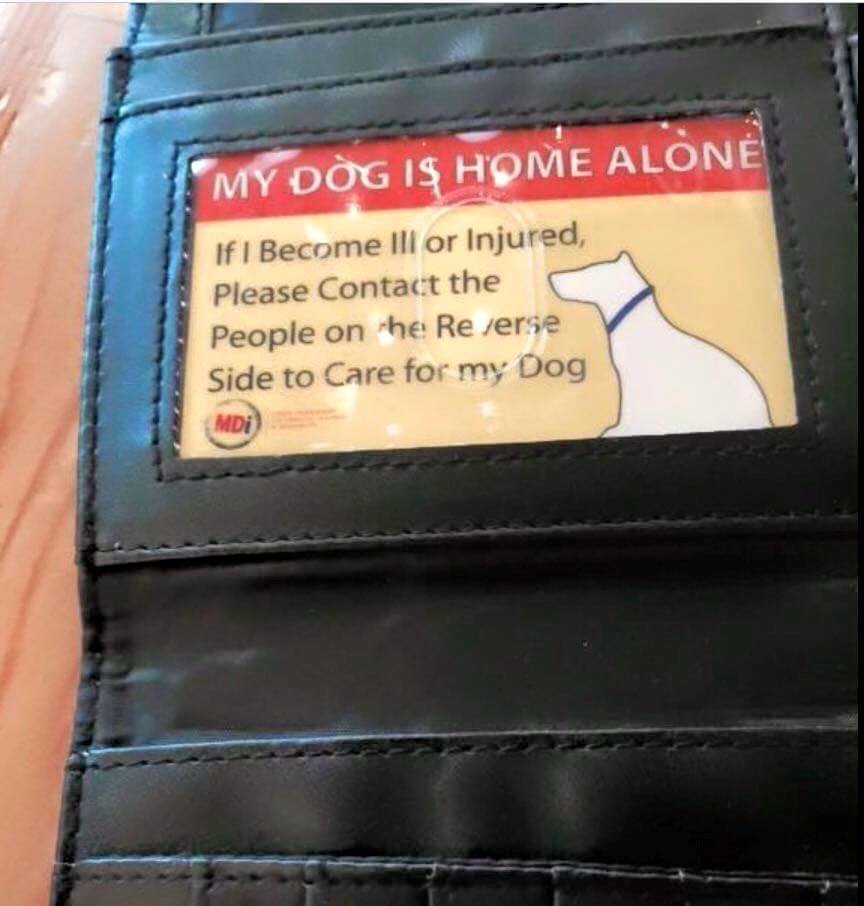 MY DOG IS HOME ALONE
If I Become Ill or Injured,
Please Contact the
People on the Reverse
Side to Care for my Dog
MDi